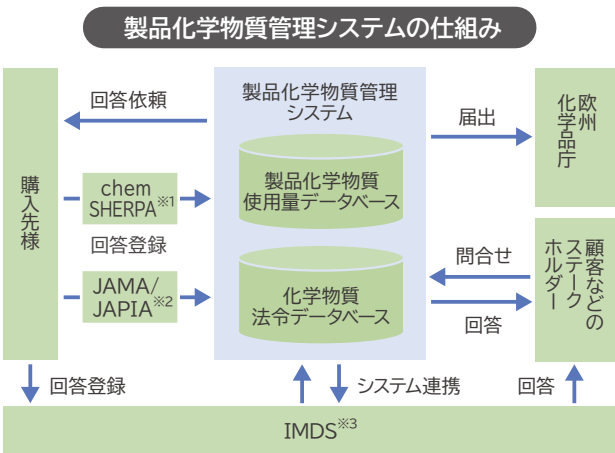 製品化学物質管理システムの仕組み
回答依頼
製品化学物質管理
システム
届出
欧州
化学品庁
購入先様
chem
SHERPA※1
製品化学物質
使用量データベース
回答登録
JAMA/
JAPIA※2
化学物質
法令データベース
問合せ
回答
顧客などの
ステーク
ホルダー
回答登録
システム連携
回答
IMDS※3